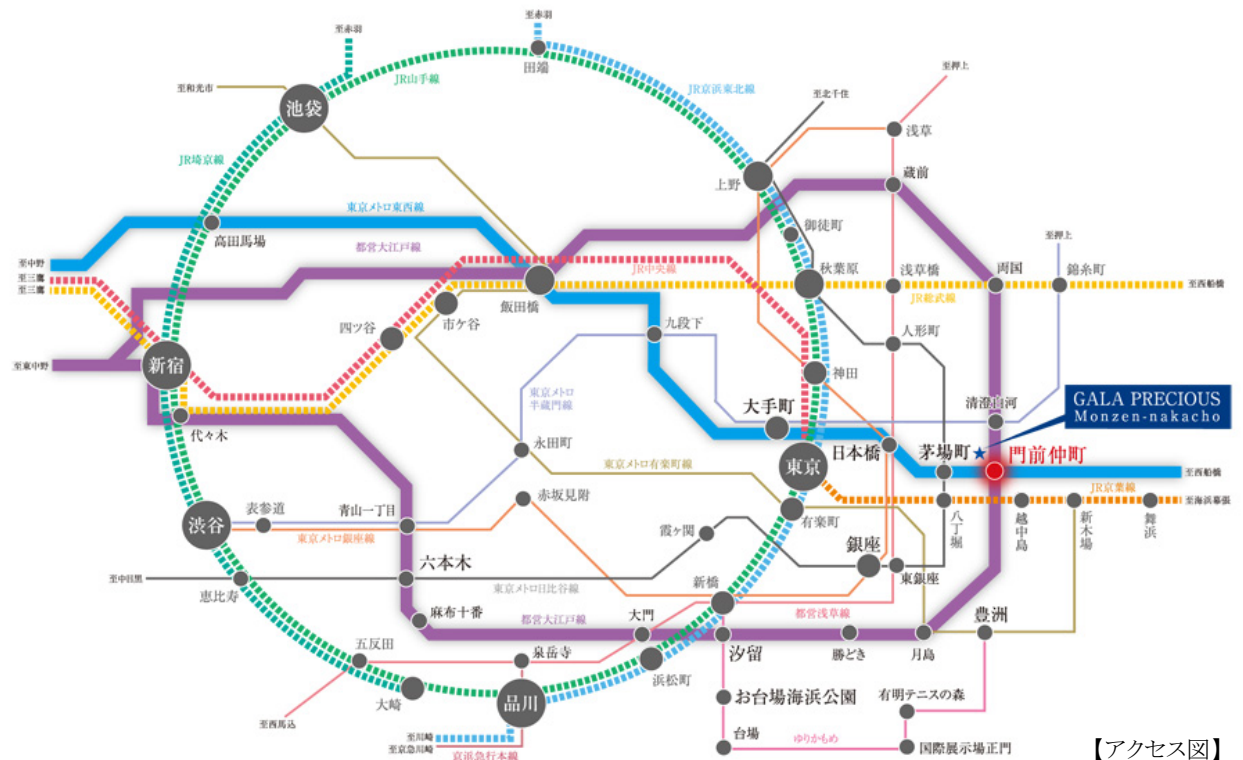 至赤羽
至赤羽
田端
JR山手線
JR京浜東北線
至押上
至和光市
池袋
至北千住
浅草
JR埼京線
上野
蔵前
東京メトロ東西線
御徒町
高田馬場
都営大江戸線
至押上
至中野
至三鷹
至三鷹
JR中央線
秋葉原
浅草橋
両国
錦糸町
至西船橋
飯田橋
JR総武線
市ケ谷
四ツ谷
九段下
人形町
至東中野
新宿
神田
東京メトロ
半蔵門線
大手町
清澄白河
GALA PRECIOUS
Monzen-nakacho
代々木
永田町
日本橋
茅場町
門前仲町
東京メトロ有楽町線
東京
至西船橋
JR京葉線
赤坂見附
至海浜幕張
渋谷
表参道
青山一丁目
有楽町
八丁堀
越中島
新木場
舞浜
東京メトロ銀座線
霞ヶ関
銀座
六本木
東銀座
至中目黒
恵比寿
東京メトロ日比谷線
新橋
麻布十番
都営大江戸線
大門
都営浅草線
豊洲
五反田
泉岳寺
汐留
勝どき
月島
浜松町
大崎
品川
お台場海浜公園
有明テニスの森
至西馬込
至川崎
至京急川崎
京浜急行本線
台場
ゆりかもめ
国際展示場正門
【アクセス図】